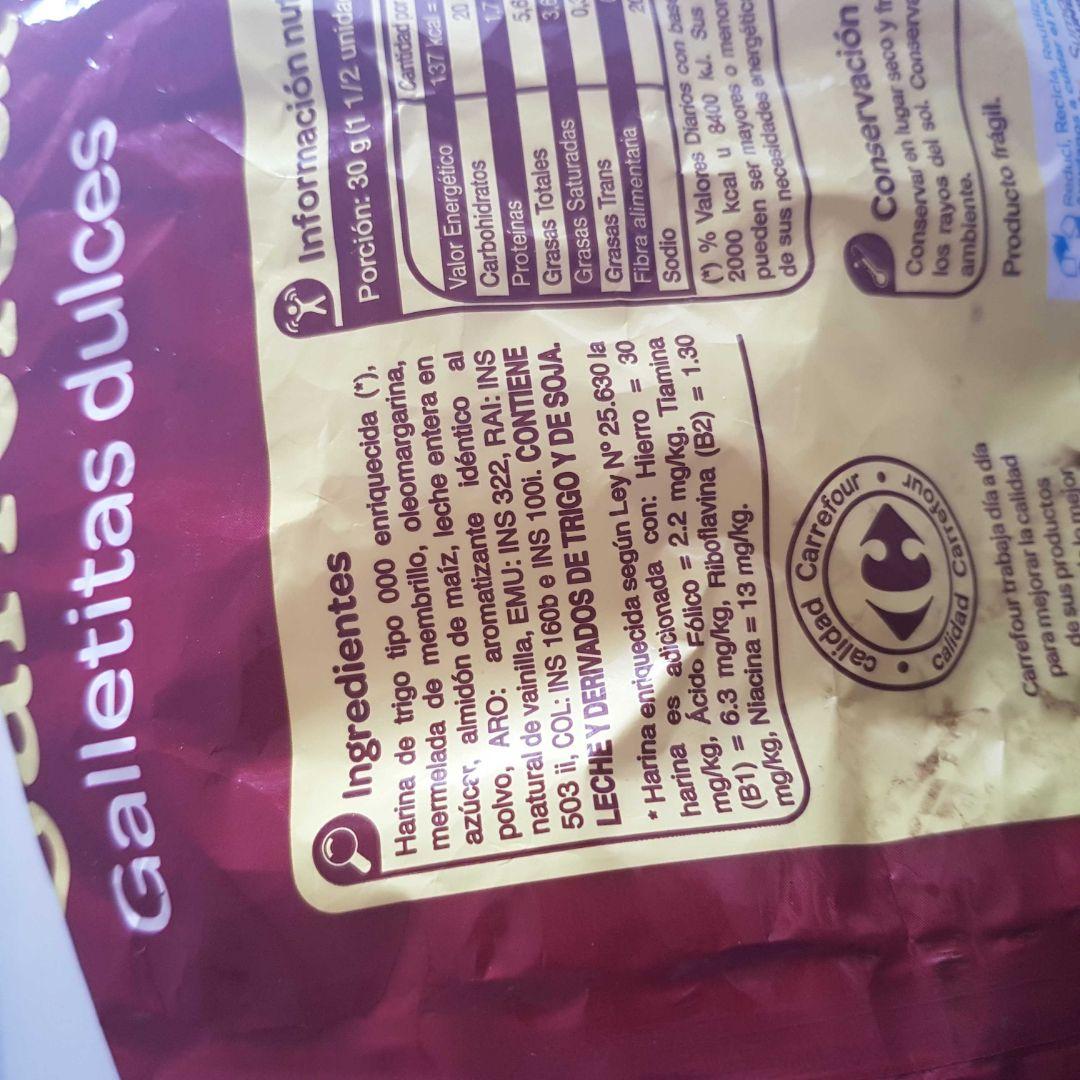 Galletitas dulces
Ingredientes
Harina de trigo tipo 000 enriquecida (*),
mermelada de membrillo, oleomargarina,
azúcar, almidón de maíz, leche entera en
polvo, ARO: aromatizante idéntico al
natural de vainilla, EMU: INS 322, RAI: INS
503 ii, COL: INS 160b e INS 100i. CONTIENE
LECHE Y DERIVADOS DE TRIGO Y DE SOJA.
* Harina enriquecida según Ley N° 25.630 la
harina es adicionada con: Hierro = 30
mg/kg, Ácido Fólico = 2.2 mg/kg, Tiamina
(B1) = 6.3 mg/kg, Riboflavina (B2) = 1.30
mg/kg, Niacina = 13 mg/kg.
Información
Porción: 30 g (1 1/2
Cantidad por
Valor Energético 137 kcal =
Carbohidratos 20
Proteínas
Grasas Totales
Grasas Saturadas
Grasas Trans
Fibra alimentaria
Sodio
(*) % Valores Diarios con
2000 kcal u 8400 kJ. Sus
pueden ser mayores o
de sus necesidades
Conservación
Conservar en lugar seco y
los rayos del sol.
ambiente.
Producto frágil.
calidad Carrefour
calidad Carrefour
Carrefour trabaja día a día
para mejorar la calidad
de sus productos
lo mejor